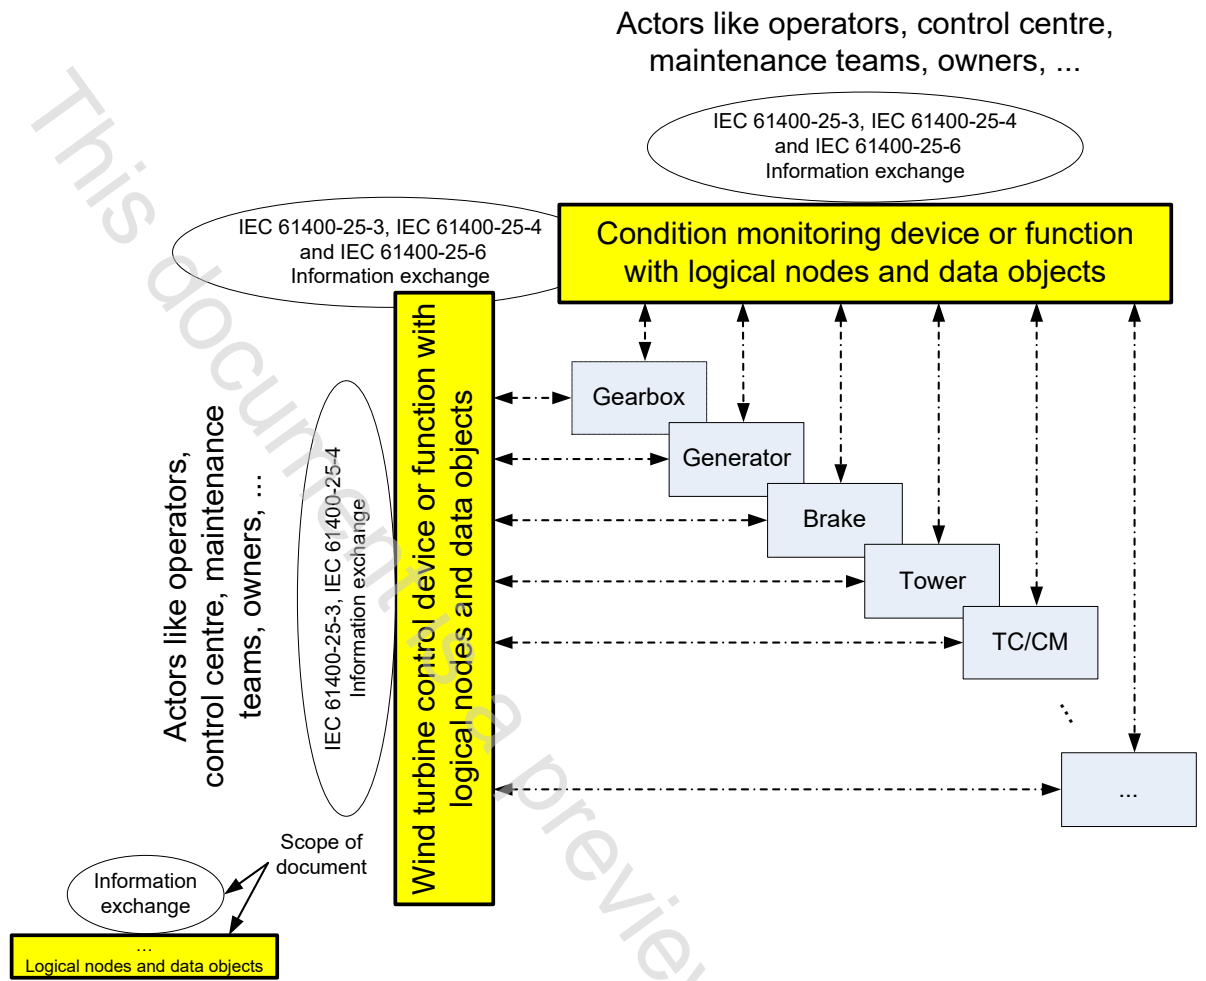 Actors like operators, control centre,
maintenance teams, owners, ...
IEC 61400-25-3, IEC 61400-25-4
and IEC 61400-25-6
Information exchange
IEC 61400-25-3, IEC 61400-25-4
and IEC 61400-25-6
Information exchange
Condition monitoring device or function
with logical nodes and data objects
Actors like operators,
control centre, maintenance
teams, owners, ...
IEC 61400-25-3, IEC 61400-25-4
Information exchange
Wind turbine control device or function with
logical nodes and data objects
Gearbox
Generator
Brake
Tower
TC/CM
...
...
Scope of
document
Information
exchange
...
Logical nodes and data objects
This document is a preview